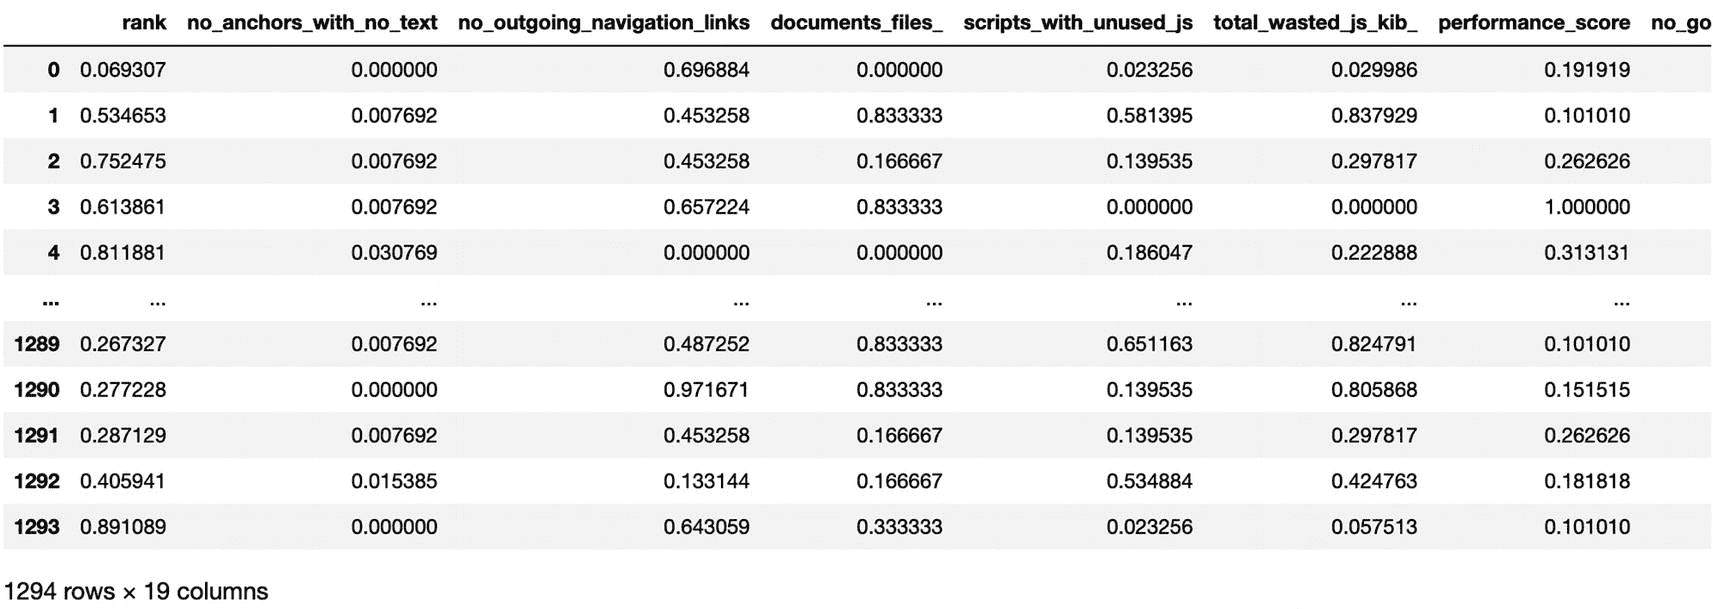 rank no_anchors_with_no_text no_outgoing_navigation_links documents_files_ scripts_with_unused_js total_wasted_js_kib_ performance_score no_go
0 0.069307 0.000000 0.696884 0.000000 0.023256 0.029986 0.191919
1 0.534653 0.007692 0.453258 0.833333 0.581395 0.837929 0.101010
2 0.752475 0.007692 0.453258 0.166667 0.139535 0.297817 0.262626
3 0.613861 0.007692 0.657224 0.833333 0.000000 0.000000 1.000000
4 0.811881 0.030769 0.000000 0.000000 0.186047 0.222888 0.313131
... ... ... ... ... ... ... ...
1289 0.267327 0.007692 0.487252 0.833333 0.651163 0.824791 0.101010
1290 0.277228 0.000000 0.971671 0.833333 0.139535 0.805868 0.151515
1291 0.287129 0.007692 0.453258 0.166667 0.139535 0.297817 0.262626
1292 0.405941 0.015385 0.133144 0.166667 0.534884 0.424763 0.181818
1293 0.891089 0.000000 0.643059 0.333333 0.023256 0.057513 0.101010
1294 rows × 19 columns